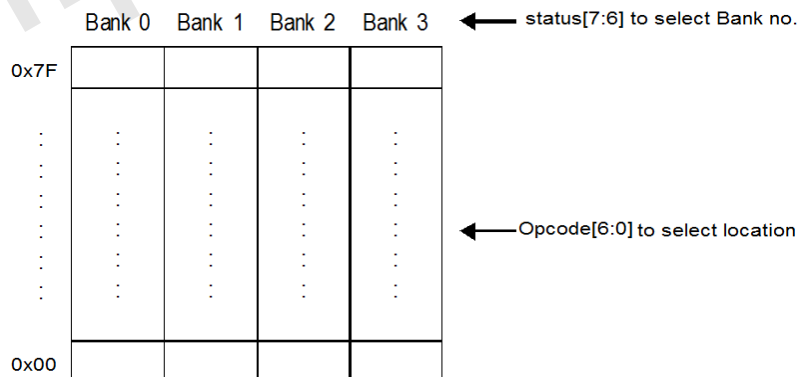 Bank 0 Bank 1 Bank 2 Bank 3 status[7:6] to select Bank no.
0x7F
Opcode[6:0] to select location
0x00